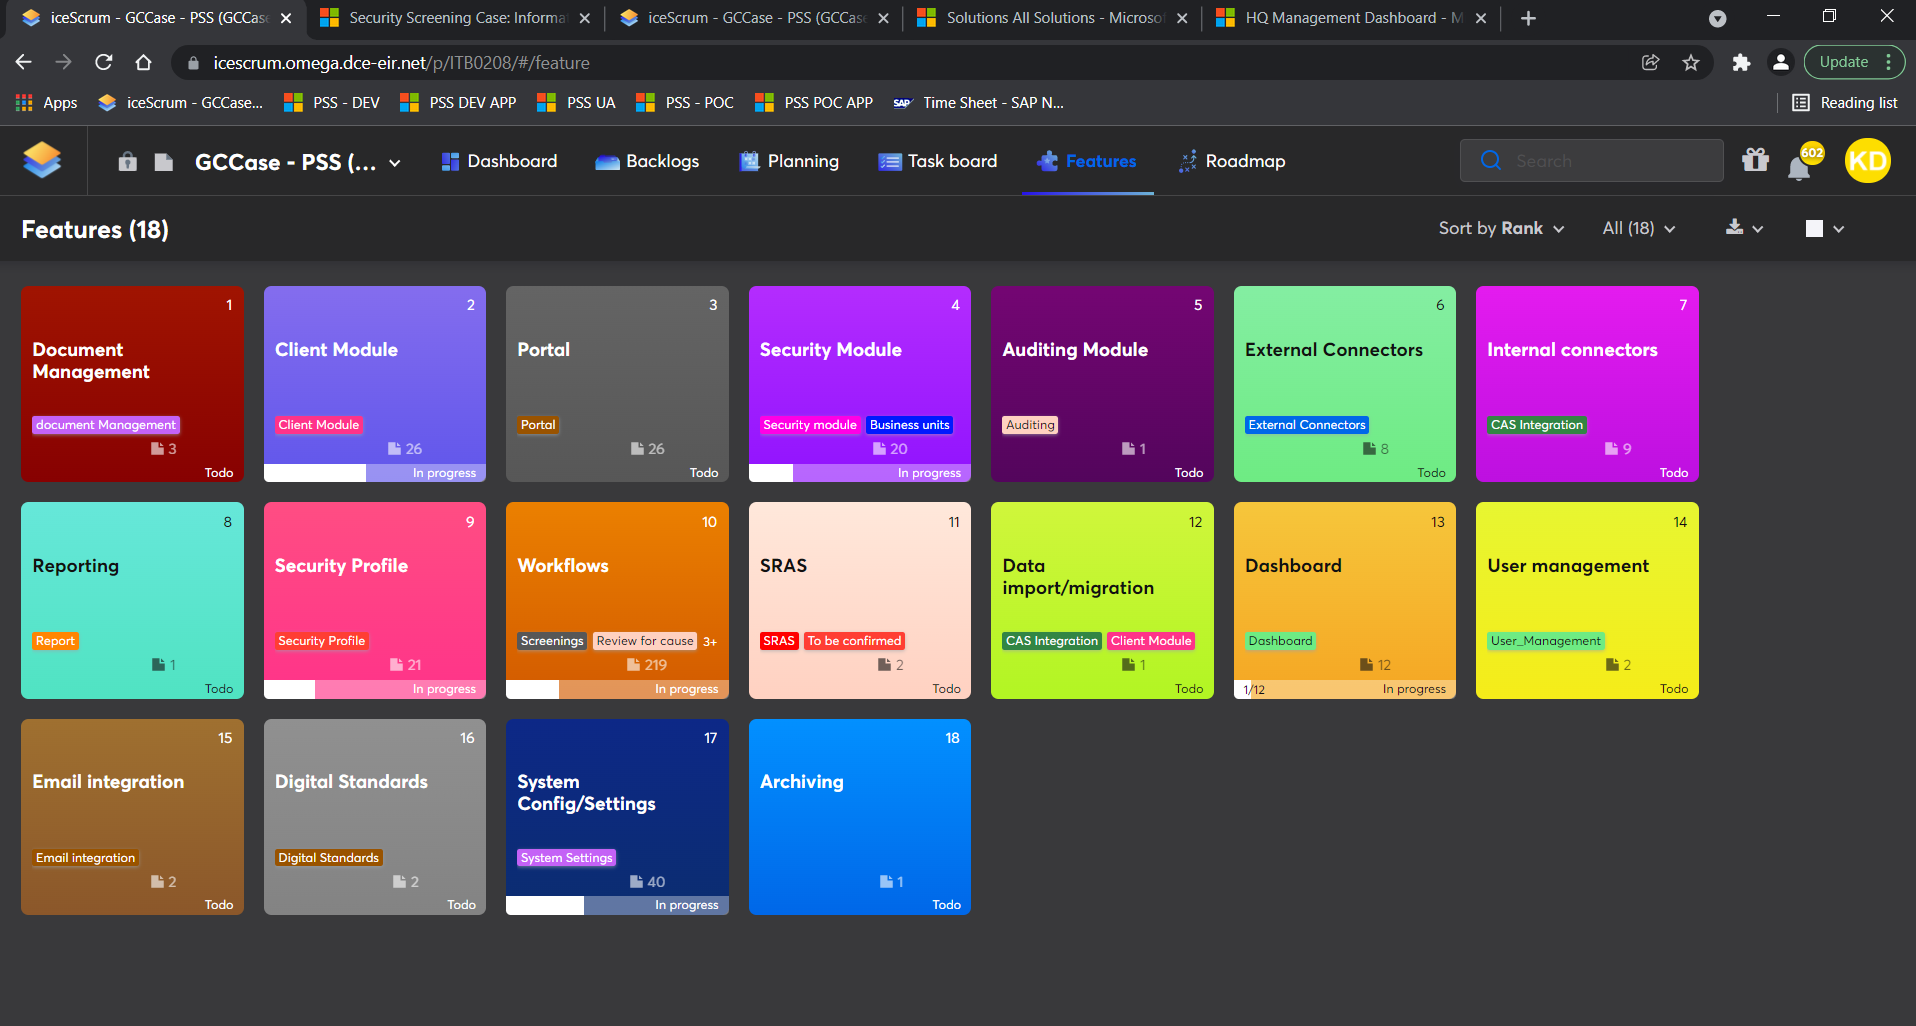 iceScrum - GCCase - PSS (GCCase
Security Screening Case: Informa
iceScrum - GCCase - PSS (GCCase
Solutions All Solutions - Microsof
HQ Management Dashboard - M
icescrum.omega.dce-eir.net/p/ITB0208/#/feature
Update
Apps
iceScrum - GCCase...
PSS - DEV
PSS DEV APP
PSS UA
PSS - POC
PSS POC APP
SAP
Time Sheet - SAP N...
Reading list
GCCase - PSS (...
Dashboard
Backlogs
Planning
Task board
Features
Roadmap
Search
602
KD
Features (18)
Sort by Rank
All (18)
1
Document
Management
document Management
3
Todo
2
Client Module
Client Module
26
In progress
3
Portal
Portal
26
Todo
4
Security Module
Security module Business units
20
In progress
5
Auditing Module
Auditing
1
Todo
6
External Connectors
External Connectors
8
Todo
7
Internal connectors
CAS Integration
9
Todo
8
Reporting
Report
1
Todo
9
Security Profile
Security Profile
21
In progress
10
Workflows
Screenings Review for cause 3+
219
In progress
11
SRAS
SRAS To be confirmed
2
Todo
12
Data
import/migration
CAS Integration Client Module
1
Todo
13
Dashboard
Dashboard
12
1/12 In progress
14
User management
User_Management
2
Todo
15
Email integration
Email integration
2
Todo
16
Digital Standards
Digital Standards
2
Todo
17
System
Config/Settings
System Settings
40
In progress
18
Archiving
1
Todo